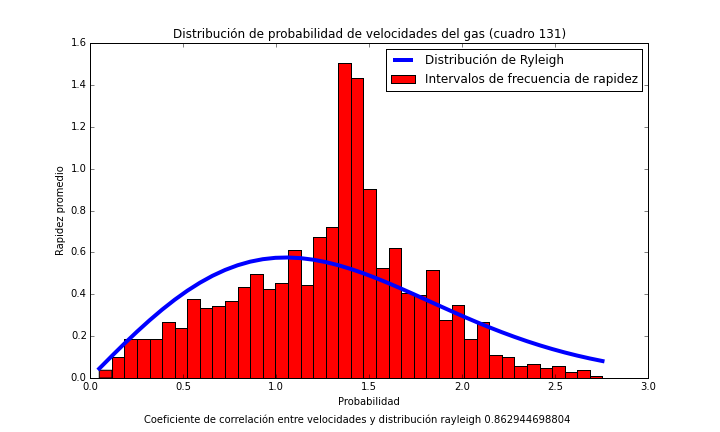 Distribución de probabilidad de velocidades del gas (cuadro 131)
1.6
Distribución de Ryleigh
Intervalos de frecuencia de rapidez
1.4
1.2
1.0
Rapidez promedio
0.8
0.6
0.4
0.2
0.0
0.0 0.5 1.0 1.5 2.0 2.5 3.0
Probabilidad
Coeficiente de correlación entre velocidades y distribución rayleigh 0.862944698804